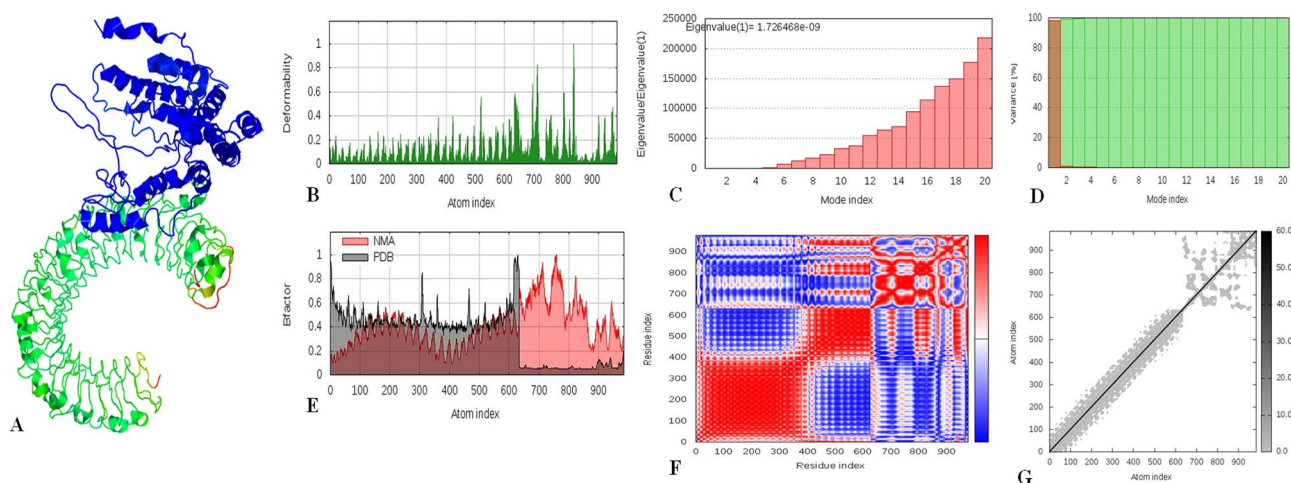 A
Deformability
1
0.8
0.6
0.4
0.2
0
0 100 200 300 400 500 600 700 800 900
Atom index
B
Eigenvalue(1)= 1.726468e-09
Eigenvalue/Eigenvalue(1)
250000
200000
150000
100000
50000
0
2 4 6 8 10 12 14 16 18 20
Mode index
C
Variance [%]
100
80
60
40
20
0
2 4 6 8 10 12 14 16 18 20
Mode index
D
NMA
PDB
Bfactor
1
0.8
0.6
0.4
0.2
0
0 100 200 300 400 500 600 700 800 900
Atom index
E
Residue index
900
800
700
600
500
400
300
200
100
0
0 100 200 300 400 500 600 700 800 900
Residue index
F
Atom index
900
800
700
600
500
400
300
200
100
0
0 100 200 300 400 500 600 700 800 900
Atom index
60.0
50.0
40.0
30.0
20.0
10.0
0.0
G